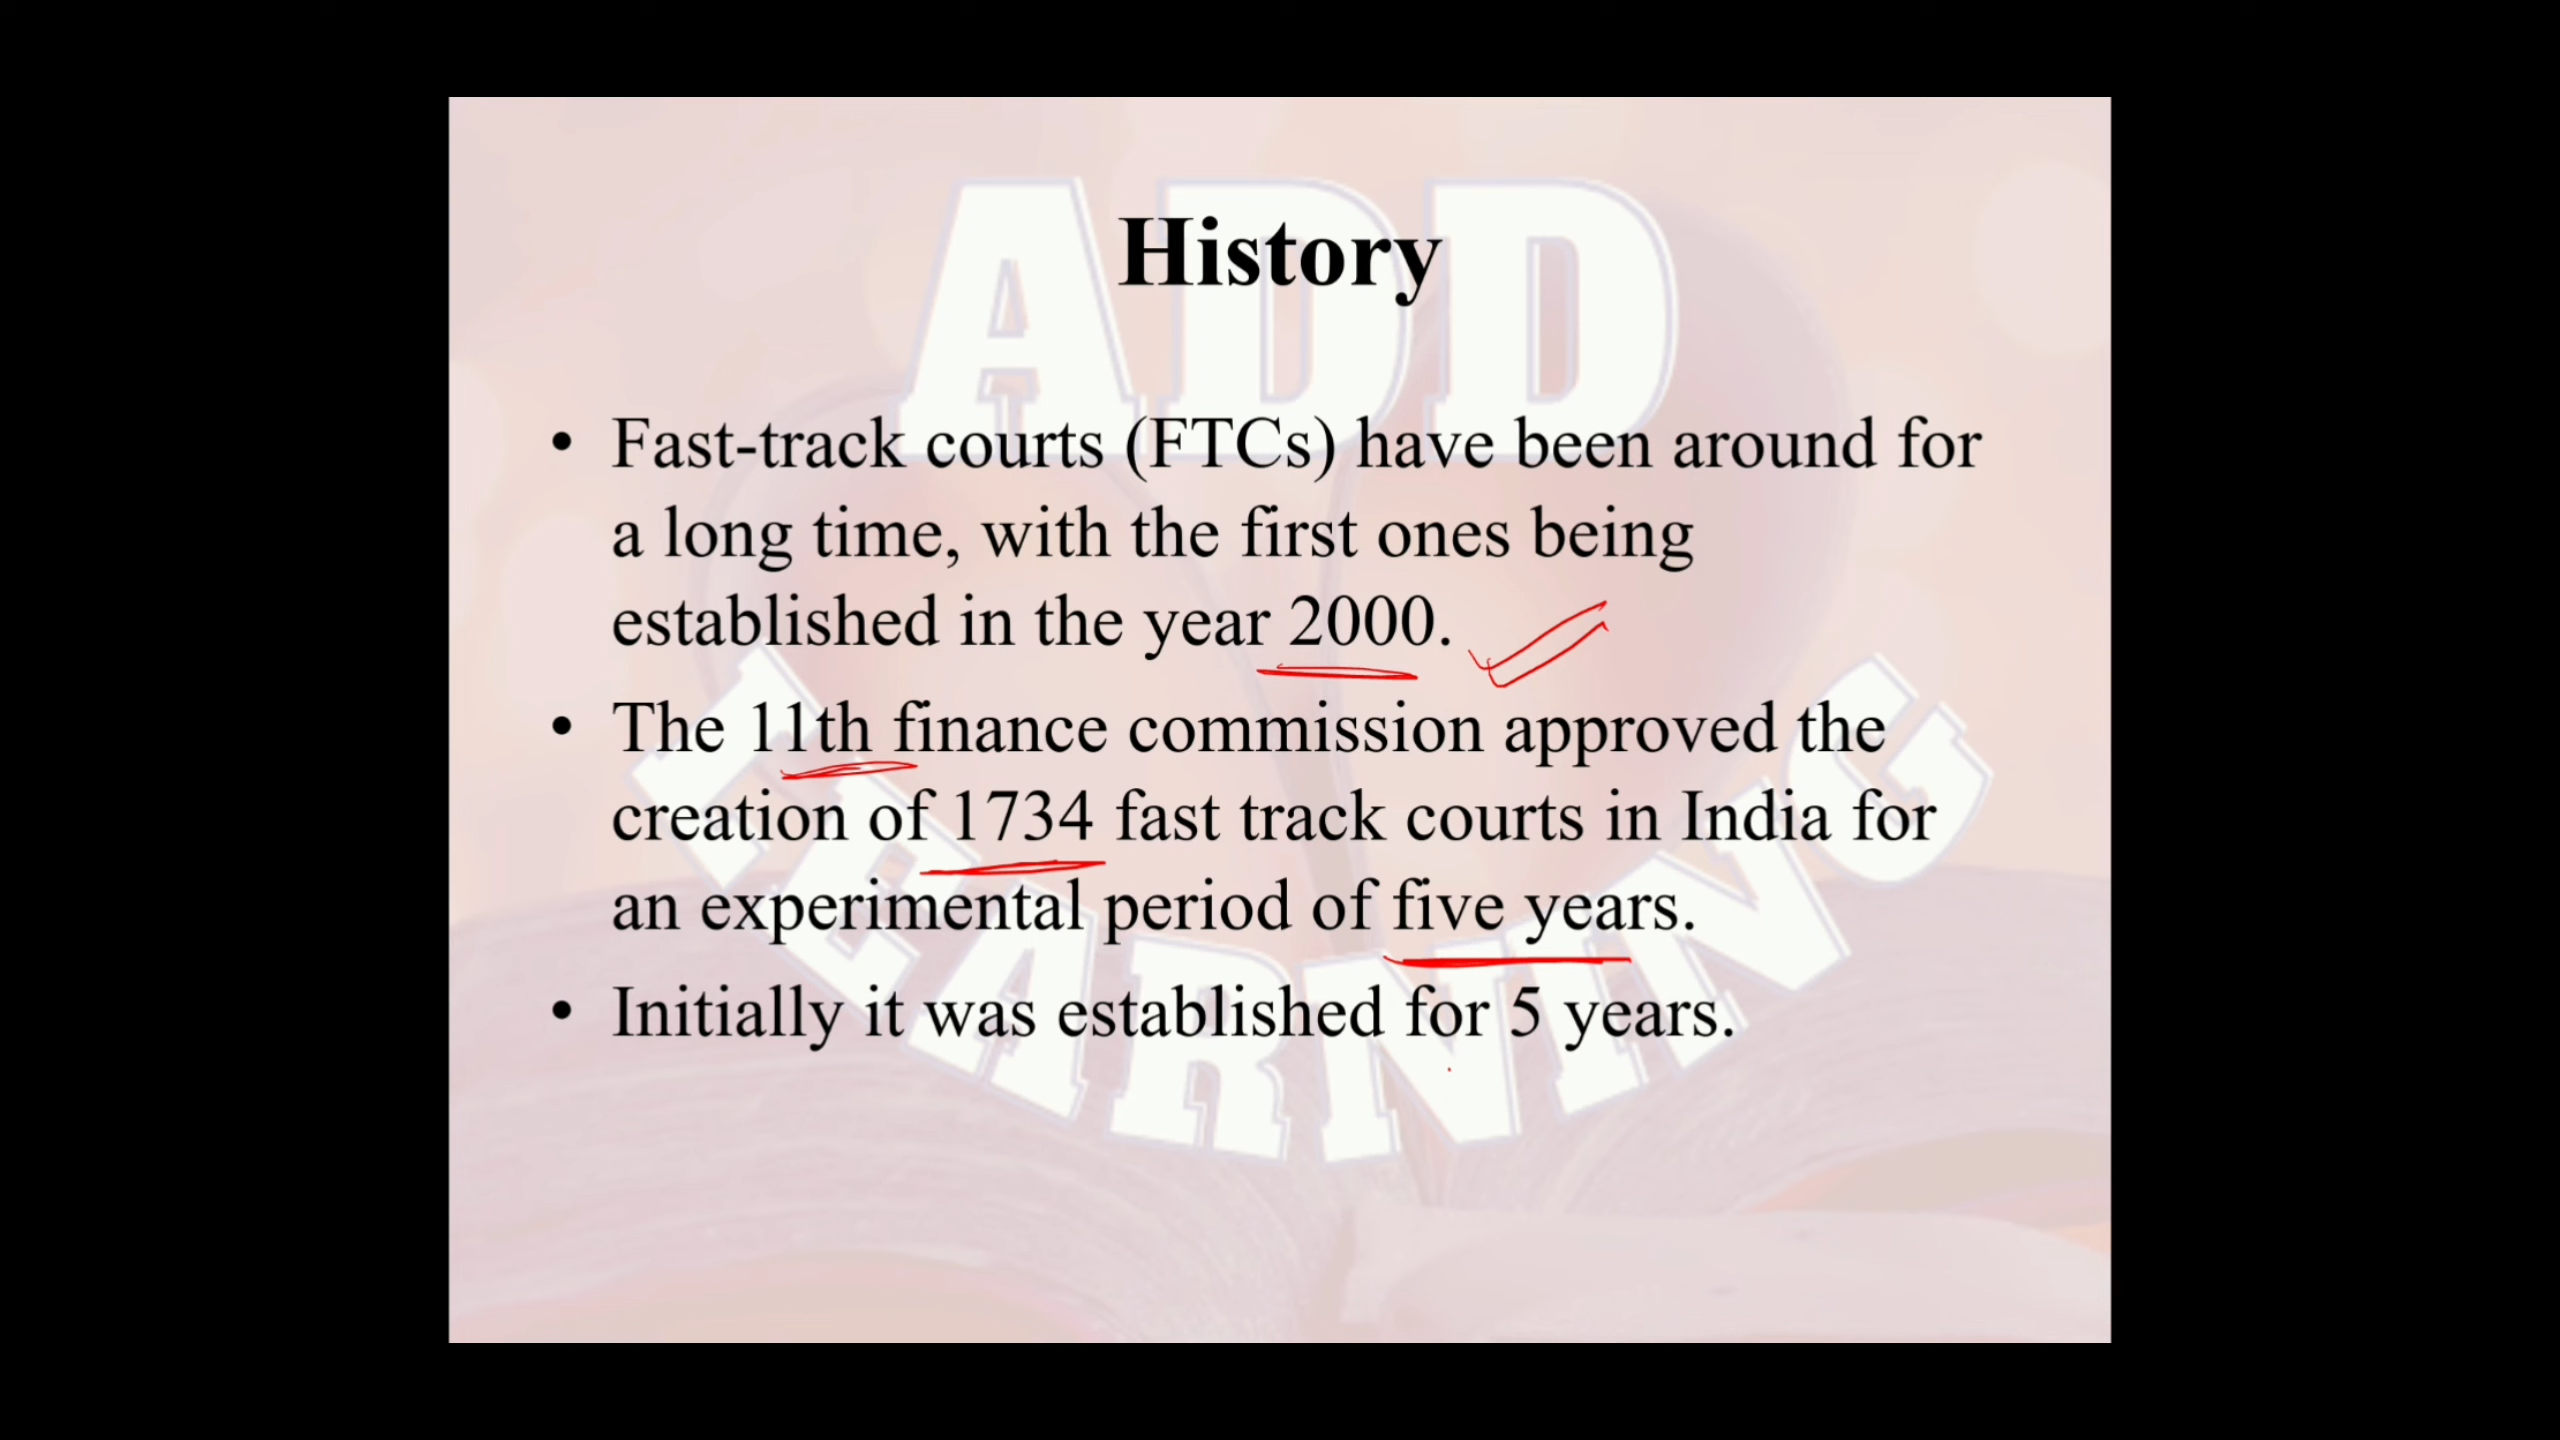 ADD
LEARNING
History
• Fast-track courts (FTCs) have been around for
a long time, with the first ones being
established in the year 2000.
• The 11th finance commission approved the
creation of 1734 fast track courts in India for
an experimental period of five years.
• Initially it was established for 5 years.